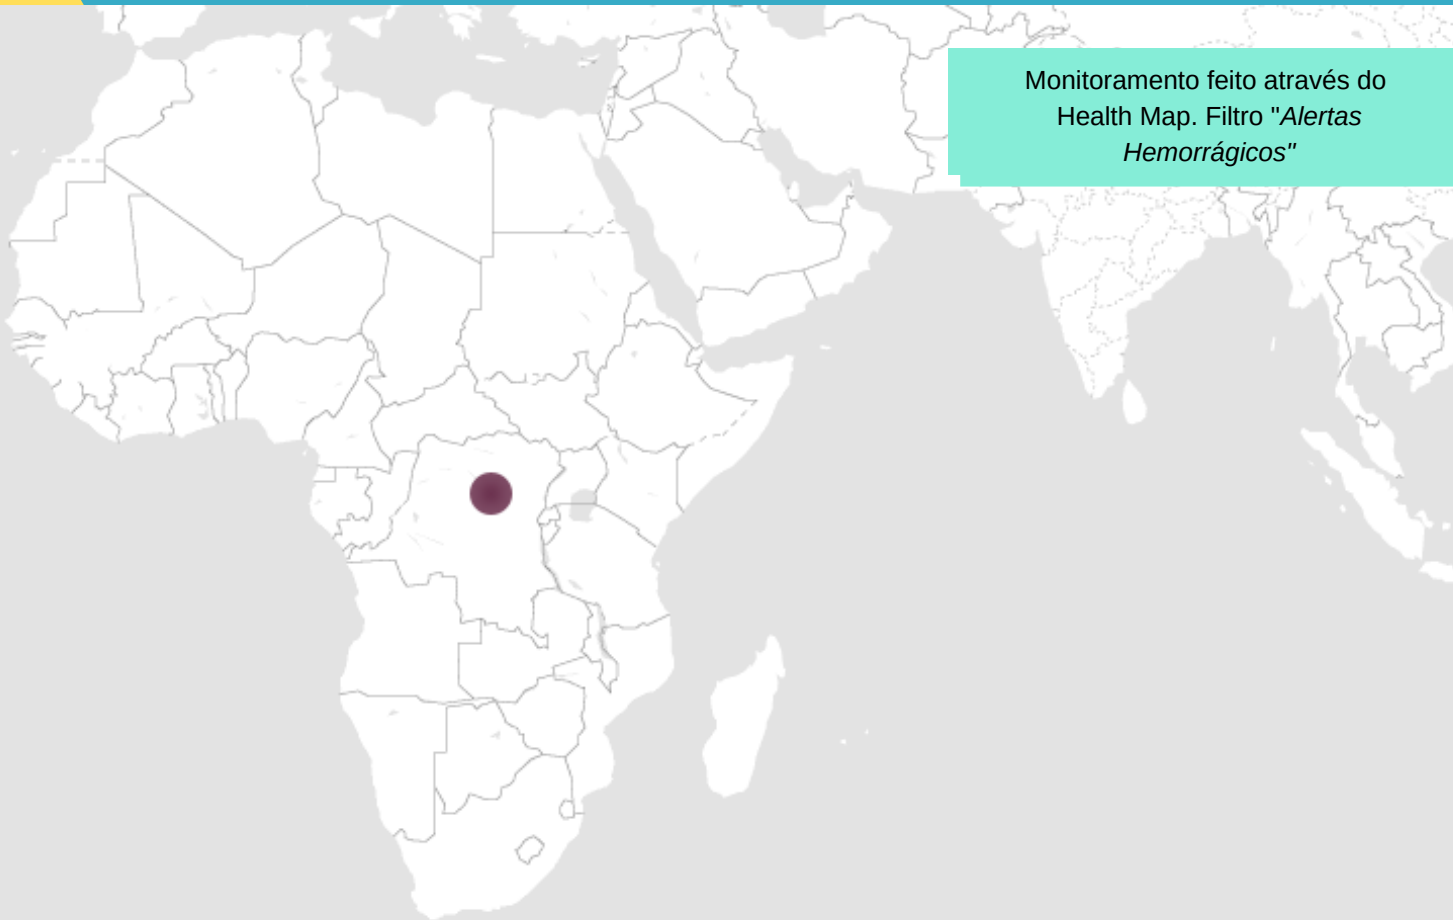 Monitoramento feito através do
Health Map. Filtro "Alertas
Hemorrágicos"